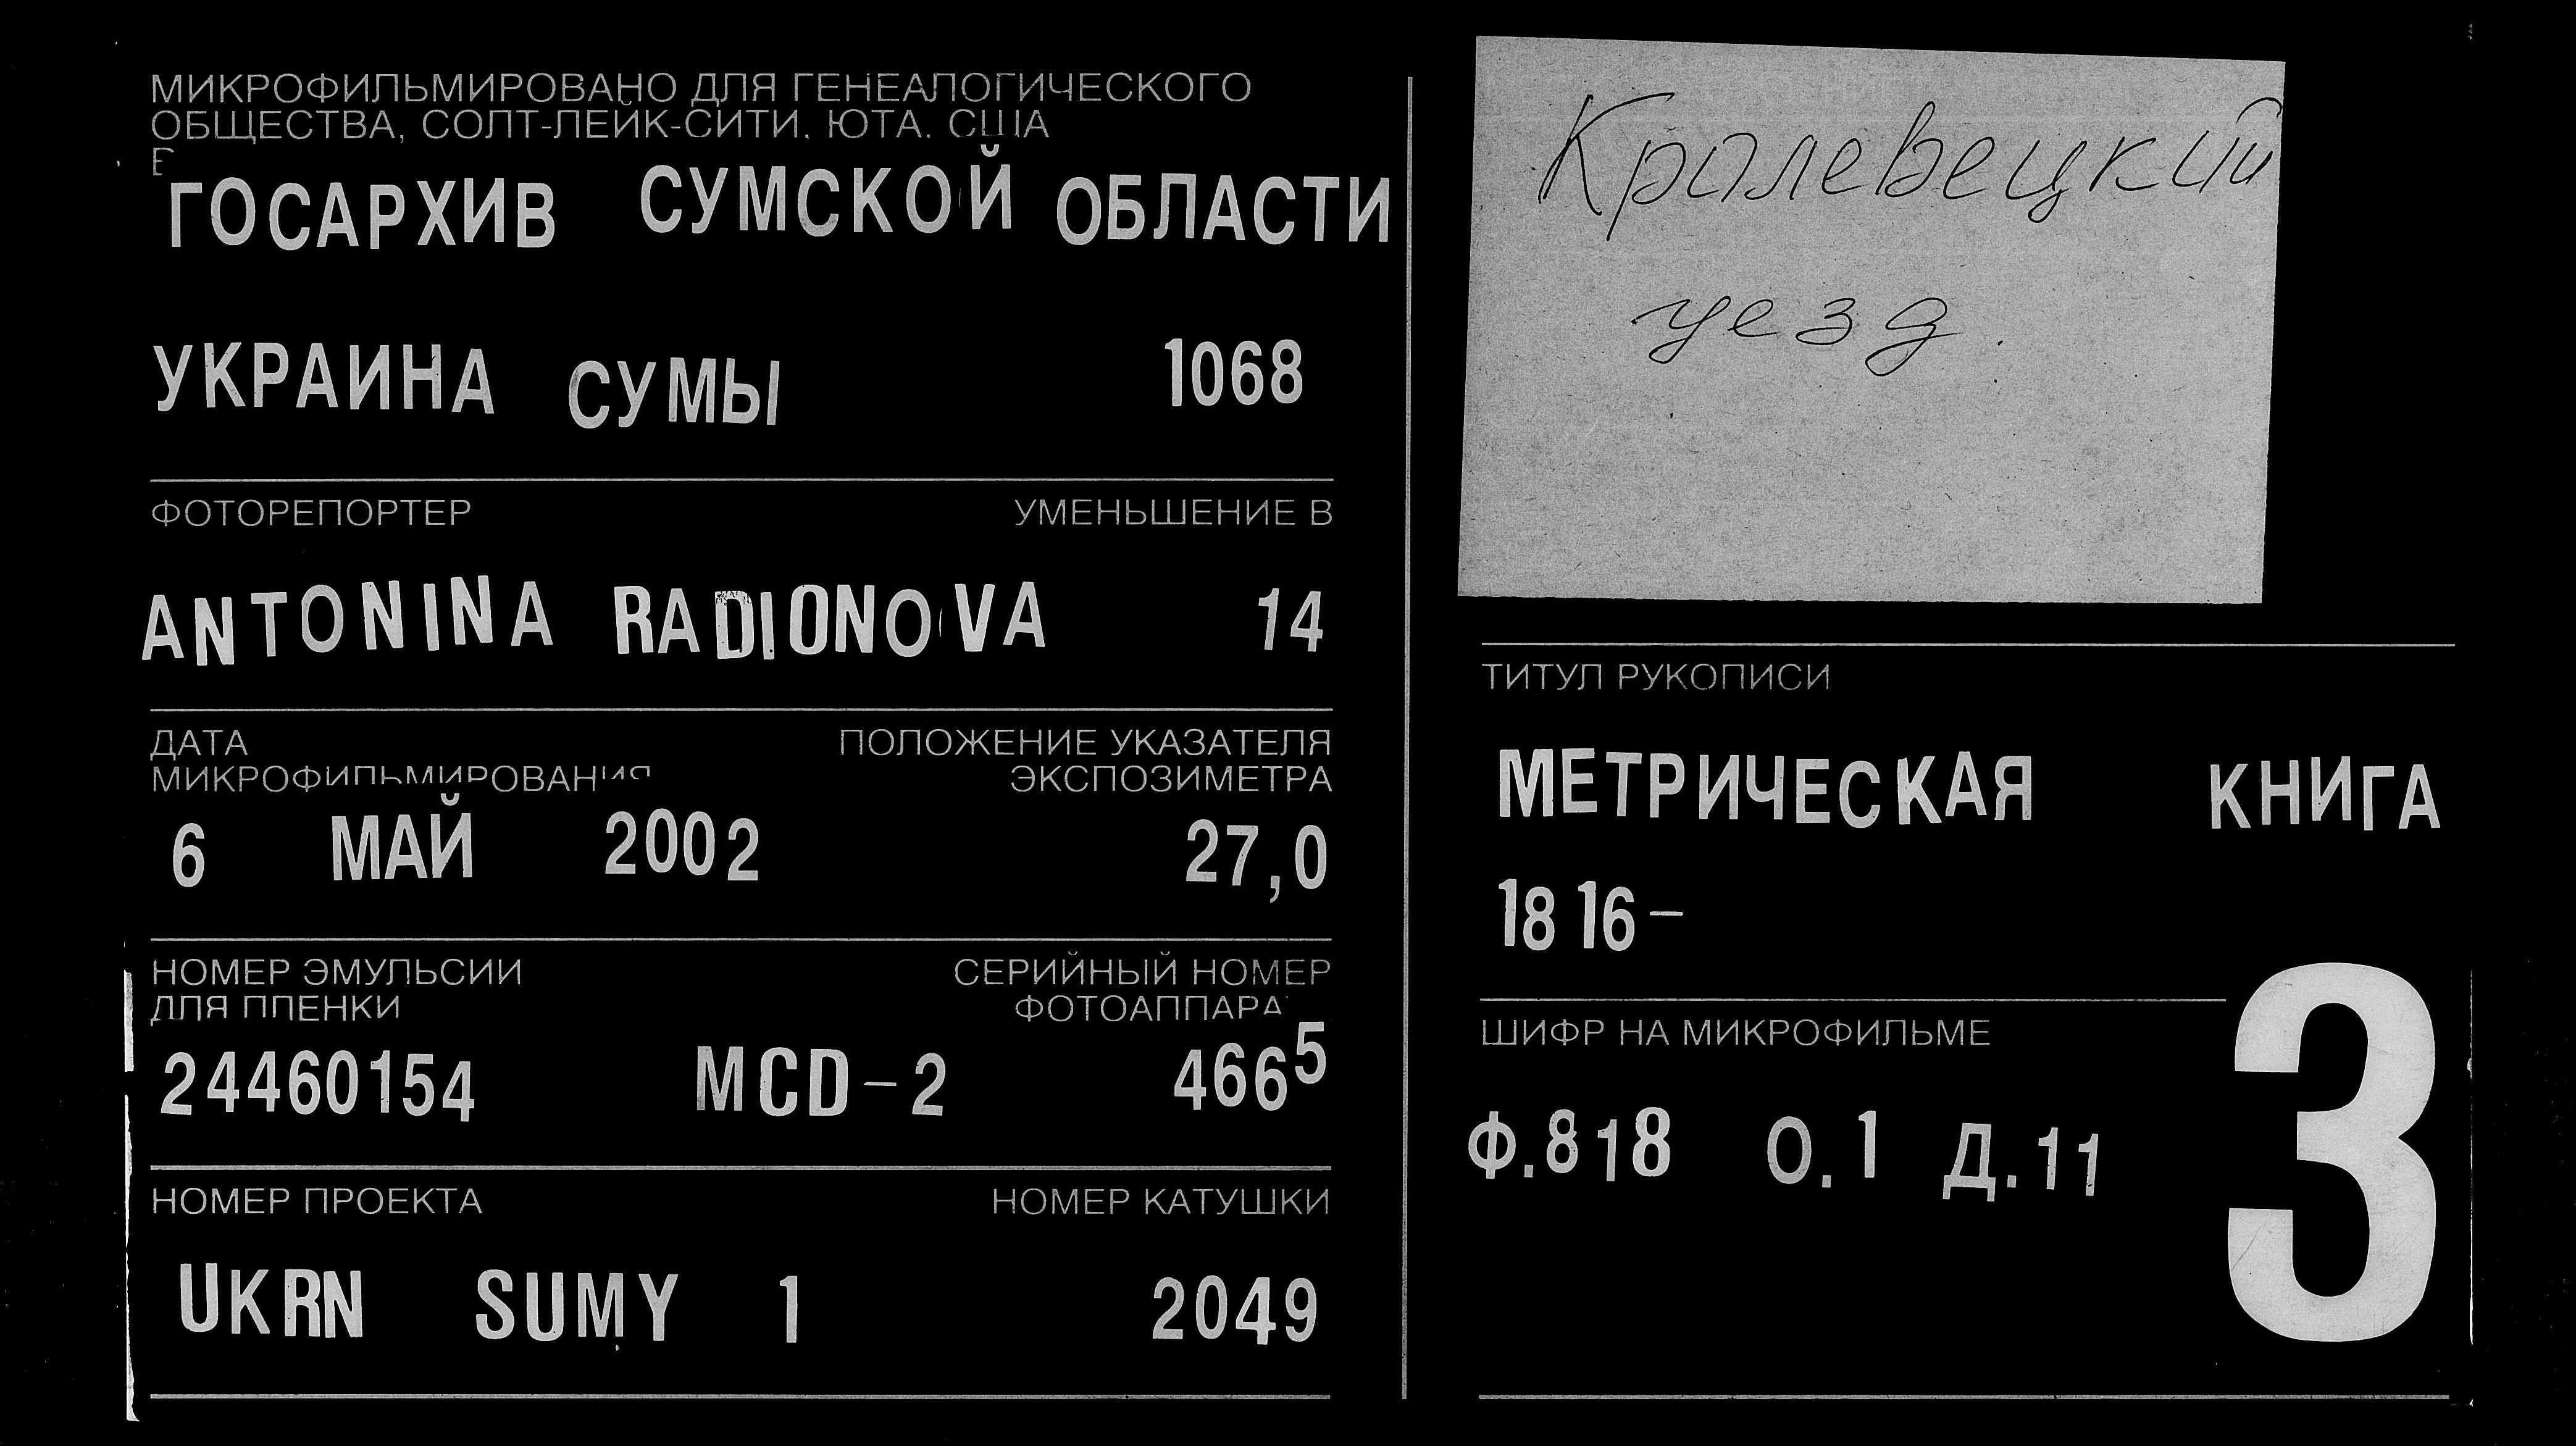 МИКРОФИЛЬМИРОВАНО ДЛЯ ГЕНЕАЛОГИЧЕСКОГО
ОБЩЕСТВА, СОЛТ-ЛЕЙК-СИТИ, ЮТА, США
В
ГОСАРХИВ СУМСКОЙ ОБЛАСТИ
УКРАИНА СУМЫ 1068
ФОТОРЕПОРТЕР УМЕНЬШЕНИЕ В
ANTONINA RADIONOVA 14
ДАТА ПОЛОЖЕНИЕ УКАЗАТЕЛЯ
МИКРОФИЛЬМИРОВАНИЯ ЭКСПОЗИМЕТРА
6 МАЙ 2002 27,0
НОМЕР ЭМУЛЬСИИ СЕРИЙНЫЙ НОМЕР
ДЛЯ ПЛЕНКИ ФОТОАППАРА
24460154 MCD-2 4665
НОМЕР ПРОЕКТА НОМЕР КАТУШКИ
UKRN SUMY 1 2049
Кролевецкий
уезд.
ТИТУЛ РУКОПИСИ
МЕТРИЧЕСКАЯ КНИГА
1816-
ШИФР НА МИКРОФИЛЬМЕ
Ф.818 О.1 Д.11
3